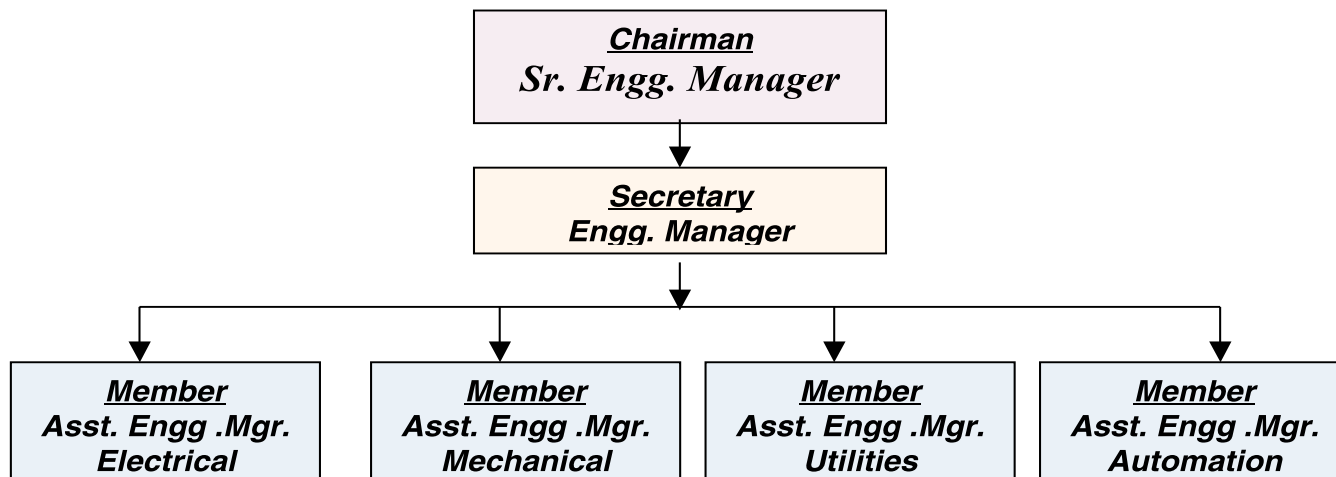 Chairman
Sr. Engg. Manager
Secretary
Engg. Manager
Member
Asst. Engg .Mgr.
Electrical
Member
Asst. Engg .Mgr.
Mechanical
Member
Asst. Engg .Mgr.
Utilities
Member
Asst. Engg .Mgr.
Automation